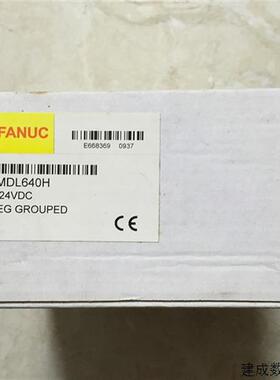 FANUC
E668369 0937
MDL640H
24VDC
EG GROUPED
CE
建成数